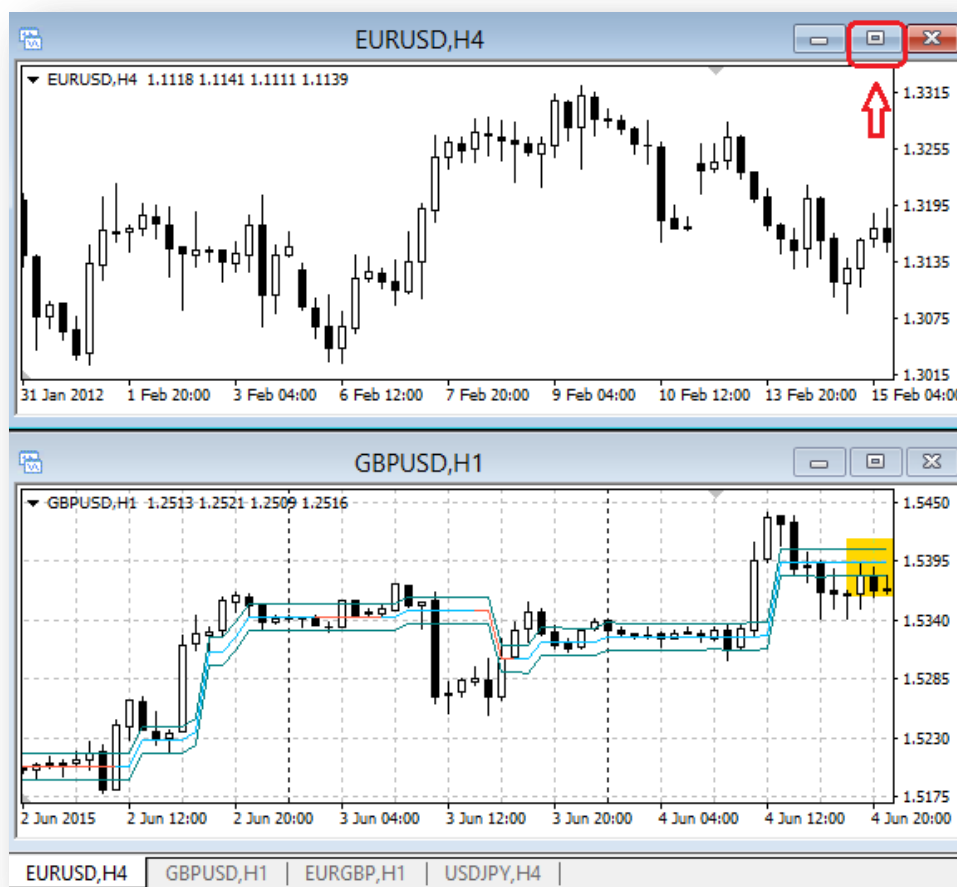 EURUSD,H4
EURUSD,H4 1.1118 1.1141 1.1111 1.1139
1.3315
1.3255
1.3195
1.3135
1.3075
1.3015
31 Jan 2012 1 Feb 20:00 3 Feb 04:00 6 Feb 12:00 7 Feb 20:00 9 Feb 04:00 10 Feb 12:00 13 Feb 20:00 15 Feb 04:00
GBPUSD,H1
GBPUSD,H1 1.2513 1.2521 1.2509 1.2516
1.5450
1.5395
1.5340
1.5285
1.5230
1.5175
2 Jun 2015 2 Jun 12:00 2 Jun 20:00 3 Jun 04:00 3 Jun 12:00 3 Jun 20:00 4 Jun 04:00 4 Jun 12:00 4 Jun 20:00
EURUSD,H4 GBPUSD,H1 EURGBP,H1 USDJPY,H4